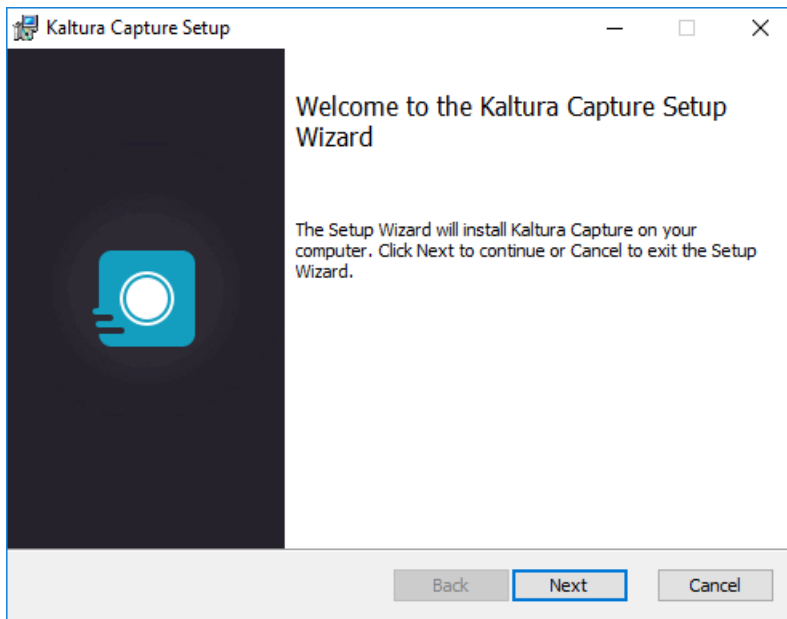 Kaltura Capture Setup
Welcome to the Kaltura Capture Setup
Wizard
The Setup Wizard will install Kaltura Capture on your
computer. Click Next to continue or Cancel to exit the Setup
Wizard.
Back Next Cancel